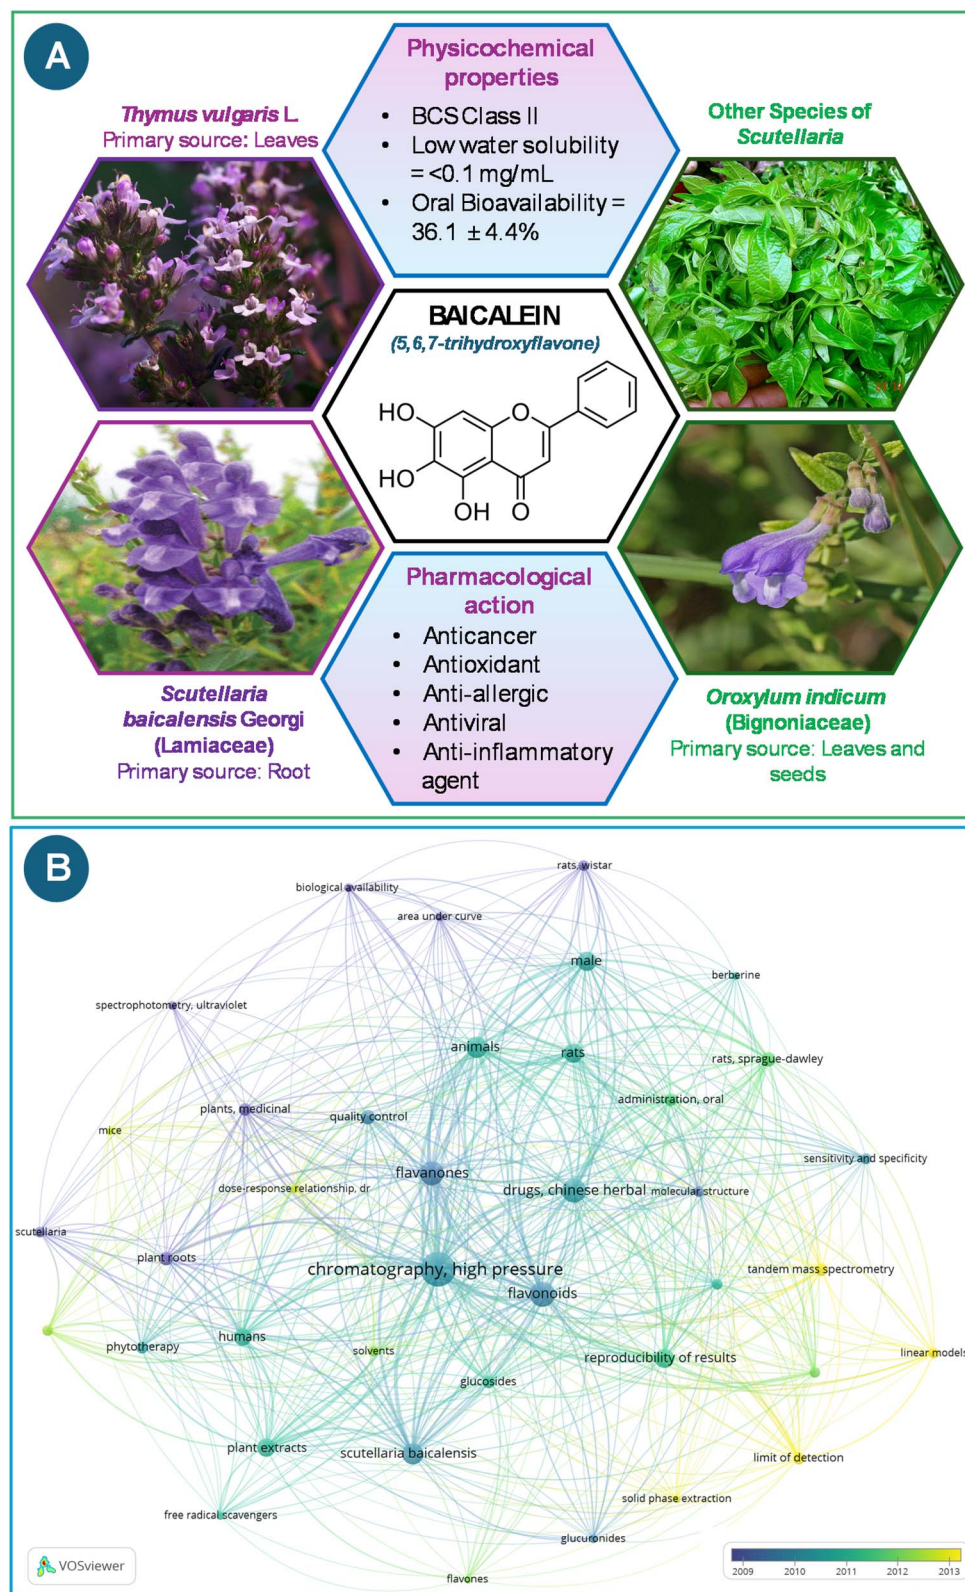 A
Physicochemical
properties
• BCS Class II
• Low water solubility
= <0.1 mg/mL
• Oral Bioavailability =
36.1 ± 4.4%
Thymus vulgaris L.
Primary source: Leaves
Other Species of
Scutellaria
BAICALEIN
(5,6,7-trihydroxyflavone)
O
HO
HO
OH
O
Scutellaria
baicalensis Georgi
(Lamiaceae)
Primary source: Root
Pharmacological
action
• Anticancer
• Antioxidant
• Anti-allergic
• Antiviral
• Anti-inflammatory
agent
Oroxylum indicum
(Bignoniaceae)
Primary source: Leaves and
seeds
B
rats, wistar
biological availability
area under curve
male
berberine
spectrophotometry, ultraviolet
animals
rats
rats, sprague-dawley
administration, oral
plants, medicinal
quality control
mice
sensitivity and specificity
flavanones
dose-response relationship, dr
drugs, chinese herbal
molecular structure
scutellaria
plant roots
chromatography, high pressure
tandem mass spectrometry
flavonoids
humans
phytotherapy
solvents
reproducibility of results
linear models
glucosides
plant extracts
scutellaria baicalensis
limit of detection
solid phase extraction
free radical scavengers
glucuronides
flavones
VOSviewer
2009 2010 2011 2012 2013